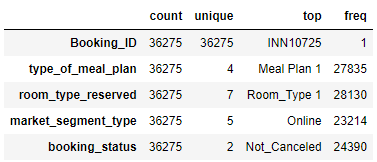 count unique top freq
Booking_ID 36275 36275 INN10725 1
type_of_meal_plan 36275 4 Meal Plan 1 27835
room_type_reserved 36275 7 Room_Type 1 28130
market_segment_type 36275 5 Online 23214
booking_status 36275 2 Not_Canceled 24390